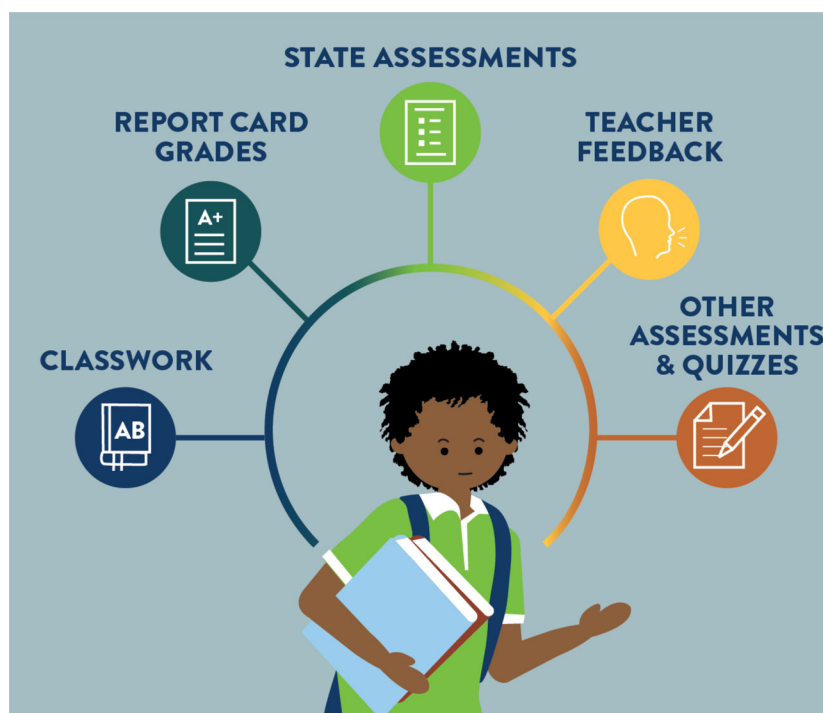 STATE ASSESSMENTS
REPORT CARD
GRADES
A+
TEACHER
FEEDBACK
CLASSWORK
AB
OTHER
ASSESSMENTS
& QUIZZES